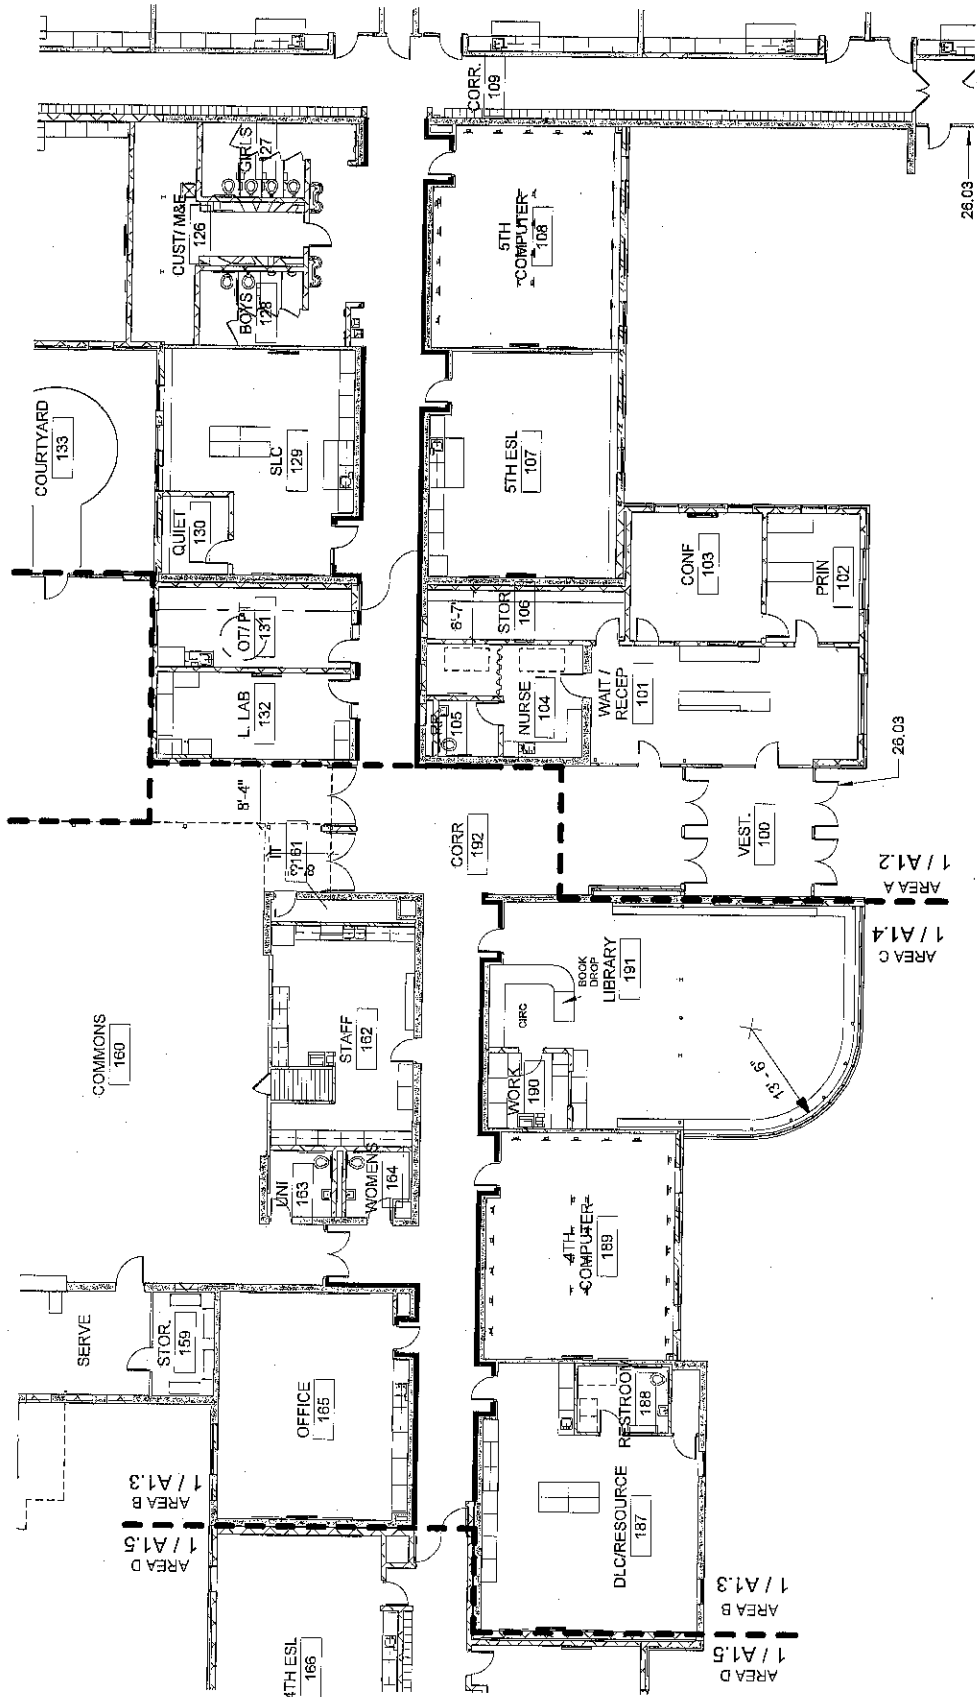 CORR.
109
GIRLS
127
CUST/ M&E
126
BOYS
128
5TH
COMPUTER
108
COURTYARD
133
SLC
129
QUIET
130
5TH ESL
107
26.03
CONF
103
PRIN
102
OT/ PT
131
STOR
106
6'-7"
L. LAB
132
RR
105
NURSE
104
WAIT /
RECEP
101
8'-4"
161
CORR
192
VEST.
100
26.03
AREA A
1 / A1.2
AREA C
1 / A1.4
COMMONS
160
STAFF
162
BOOK
DROP
CIRC
LIBRARY
191
WORK
190
13' - 6"
UNI
163
WOMENS
164
4TH
COMPUTER
189
SERVE
STOR.
159
OFFICE
165
RESTROOM
188
DLC/RESOURCE
187
AREA B
1 / A1.3
AREA D
1 / A1.5
AREA B
1 / A1.3
AREA D
1 / A1.5
4TH ESL
166